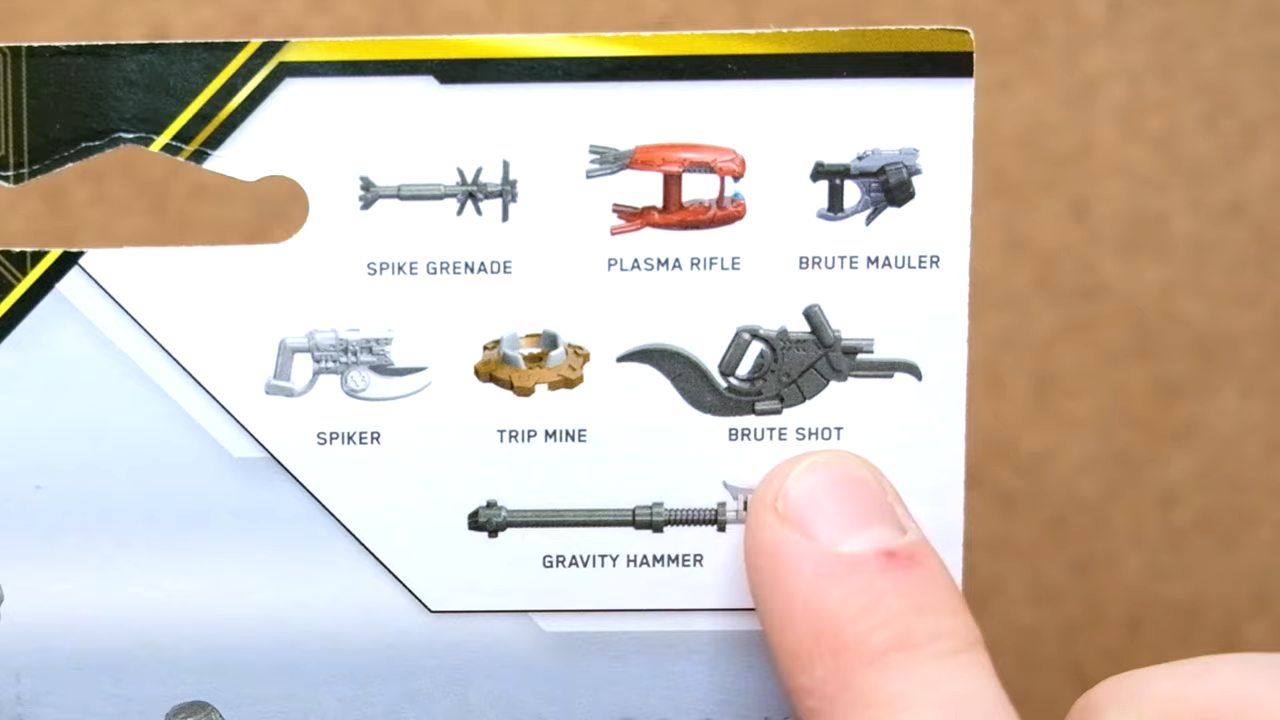 SPIKE GRENADE
PLASMA RIFLE
BRUTE MAULER
SPIKER
TRIP MINE
BRUTE SHOT
GRAVITY HAMMER